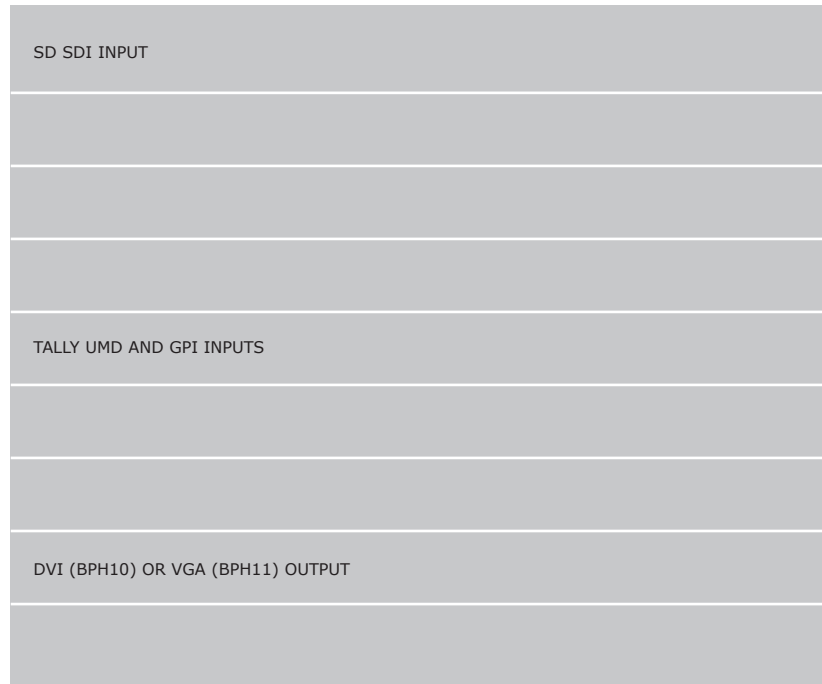 SD SDI INPUT
TALLY UMD AND GPI INPUTS
DVI (BPH10) OR VGA (BPH11) OUTPUT